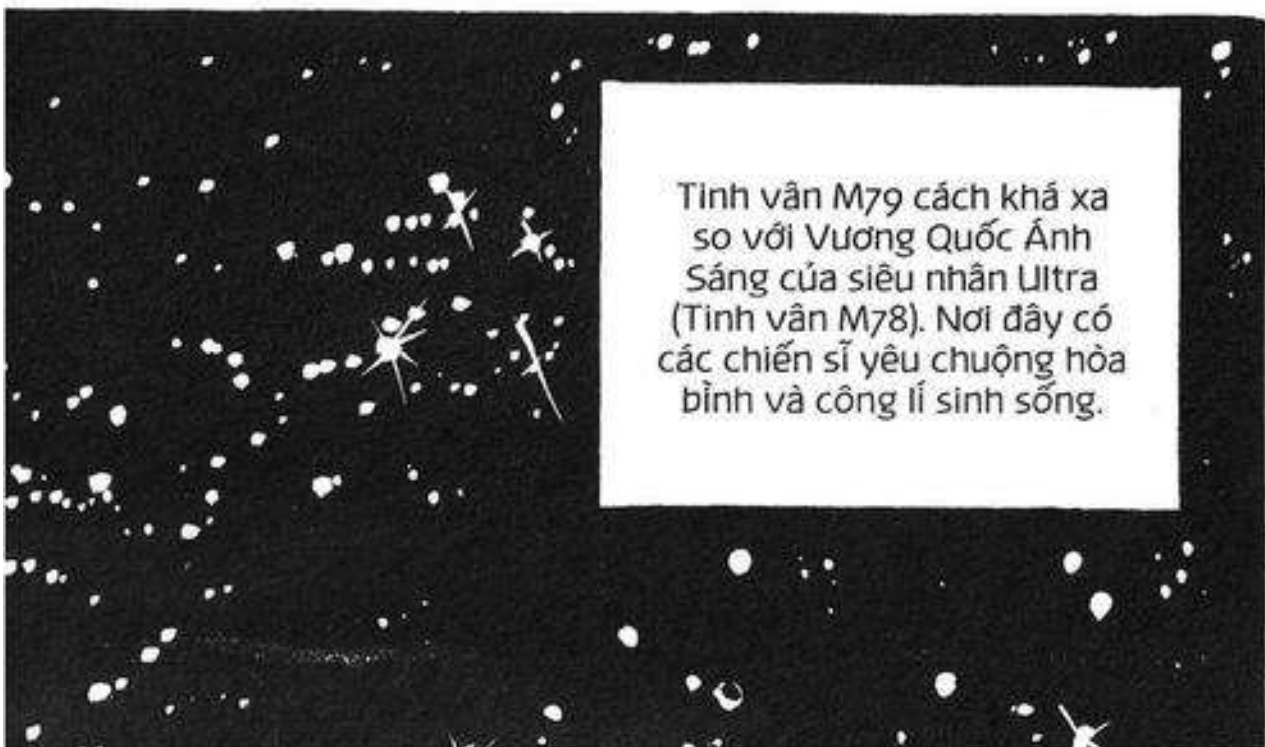 Tinh vân M79 cách khá xa
so với Vương Quốc Ánh
Sáng của siêu nhân Ultra
(Tinh vân M78). Nơi đây có
các chiến sĩ yêu chuộng hòa
bình và công lí sinh sống.